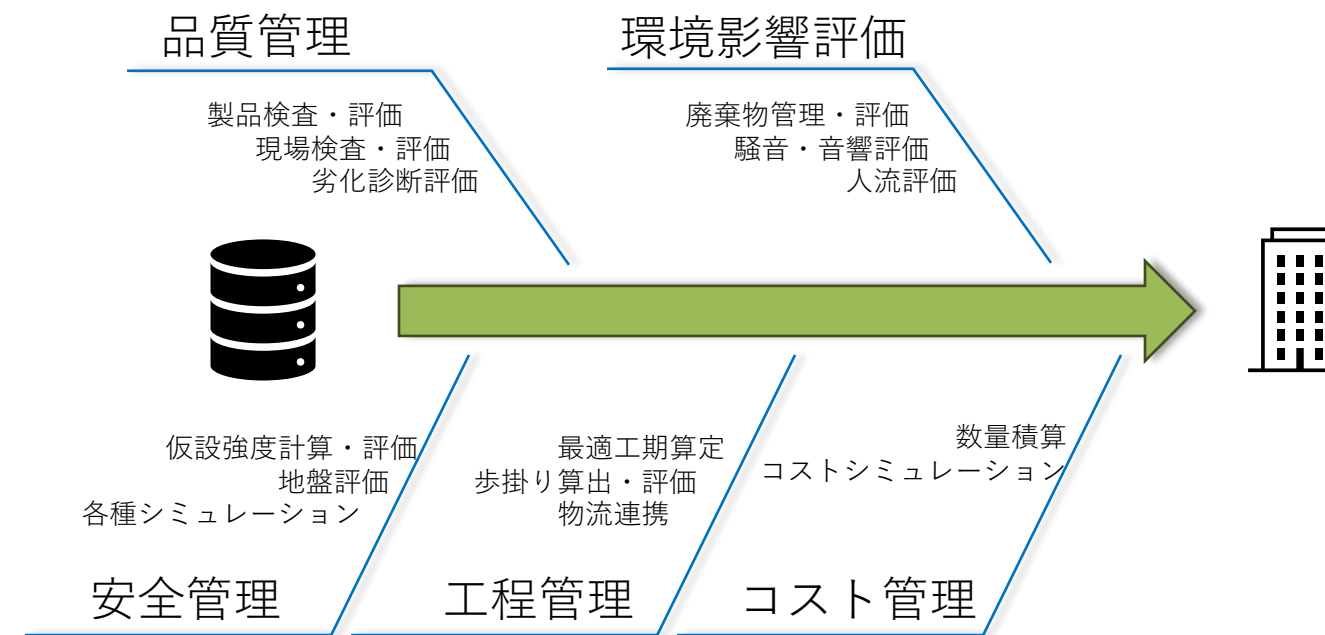 品質管理
製品検査・評価
現場検査・評価
劣化診断評価
環境影響評価
廃棄物管理・評価
騒音・音響評価
人流評価
仮設強度計算・評価
地盤評価
各種シミュレーション
安全管理
最適工期算定
歩掛り算出・評価
物流連携
工程管理
数量積算
コストシミュレーション
コスト管理